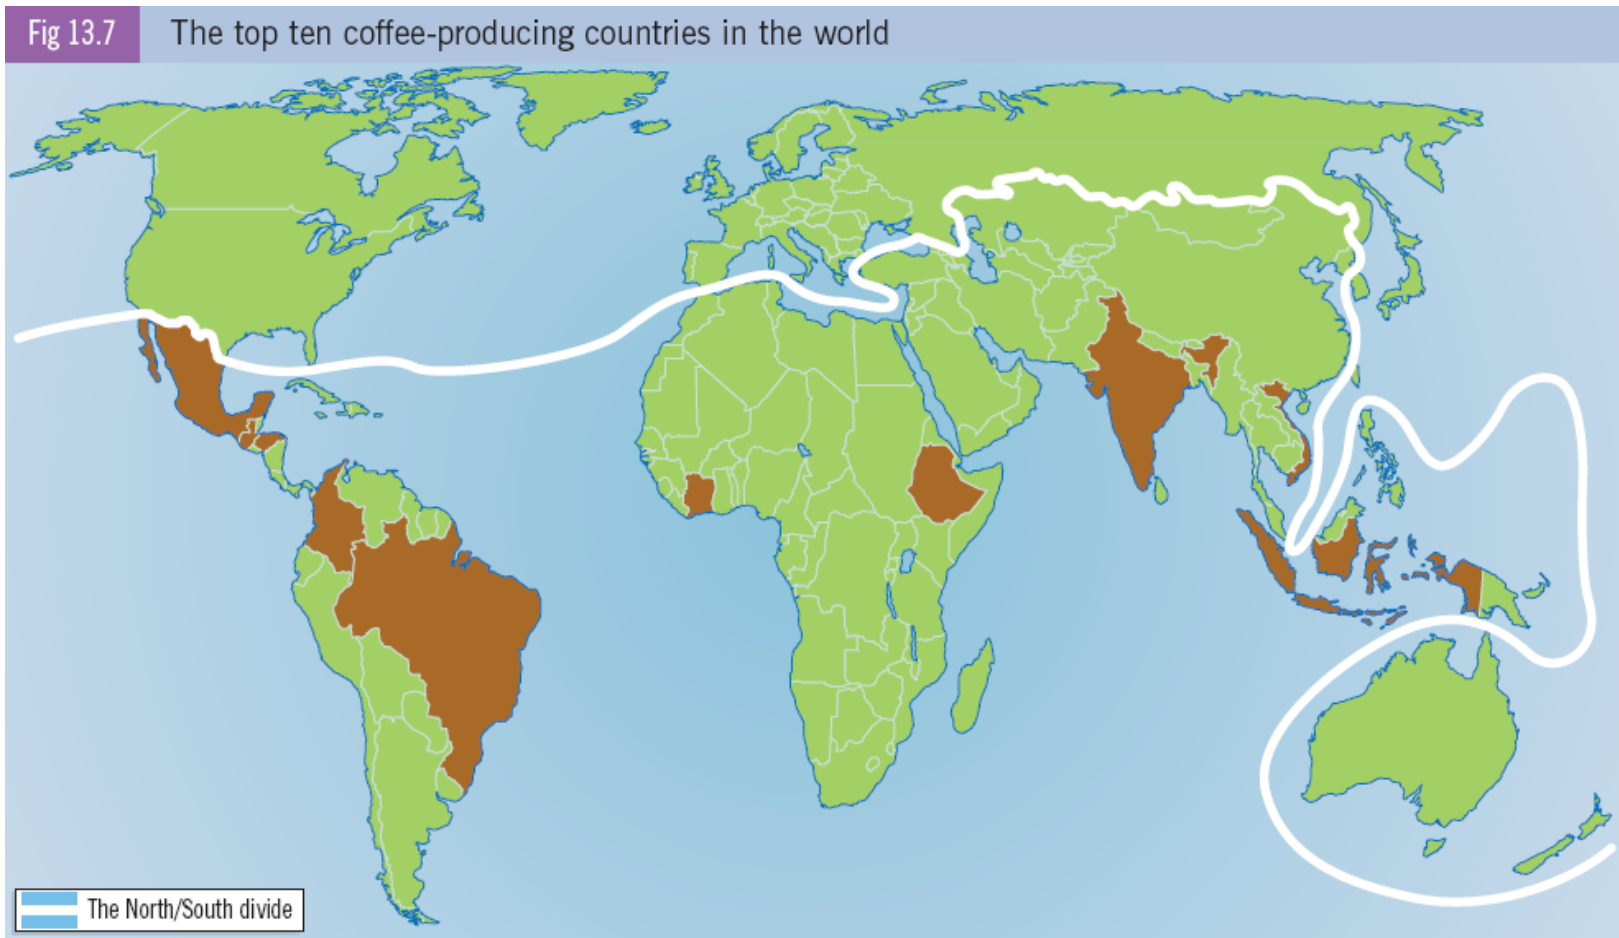 Fig 13.7 The top ten coffee-producing countries in the world
The North/South divide